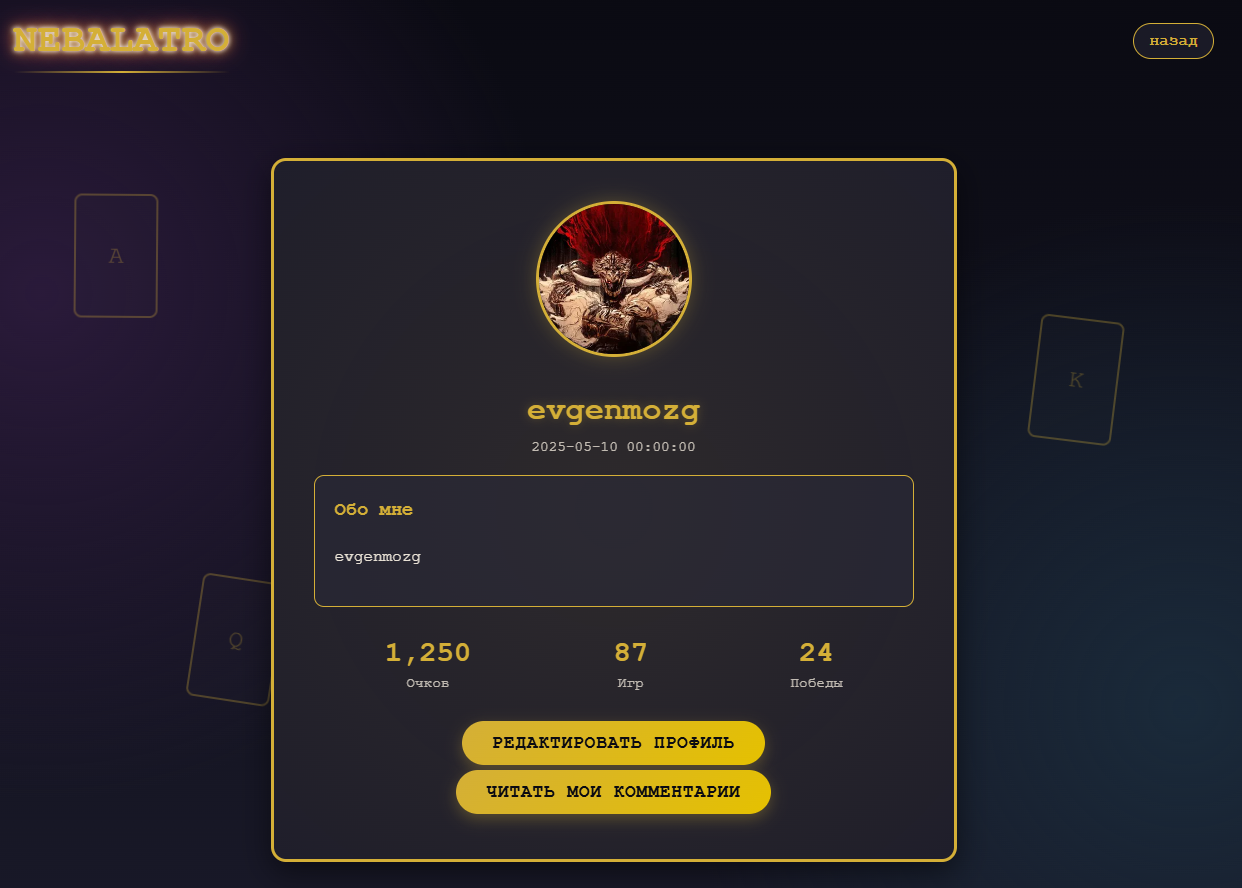 NEBALATRO
назад
A
K
evgenmozg
2025-05-10 00:00:00
Обо мне
evgenmozg
Q
1,250 87 24
Очков Игр Победы
РЕДАКТИРОВАТЬ ПРОФИЛЬ
ЧИТАТЬ МОИ КОММЕНТАРИИ